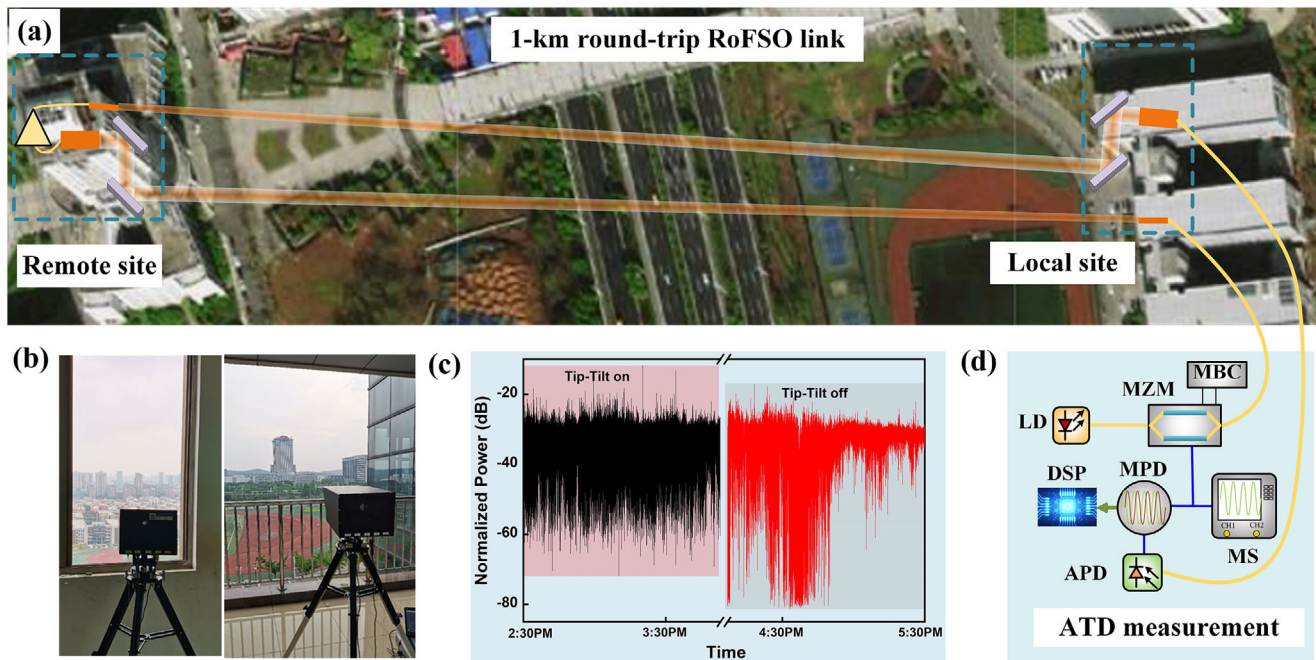 (a)
1-km round-trip RoFSO link
Remote site
Local site
(b)
(c)
Tip-Tilt on
Tip-Tilt off
Normalized Power (dB)
-20
-40
-60
-80
2:30PM
3:30PM
4:30PM
5:30PM
Time
(d)
MBC
MZM
LD
DSP
MPD
CH1
CH2
MS
APD
ATD measurement